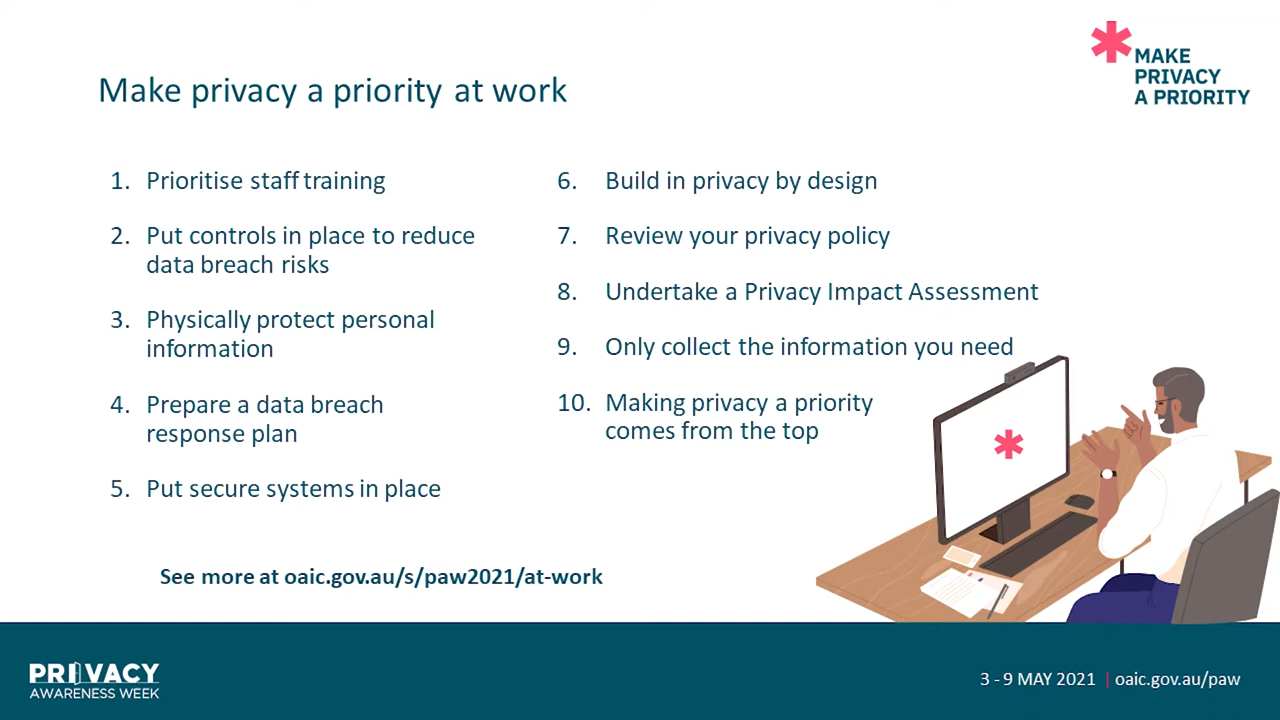 MAKE
PRIVACY
A PRIORITY
Make privacy a priority at work
1. Prioritise staff training
2. Put controls in place to reduce
data breach risks
3. Physically protect personal
information
4. Prepare a data breach
response plan
5. Put secure systems in place
6. Build in privacy by design
7. Review your privacy policy
8. Undertake a Privacy Impact Assessment
9. Only collect the information you need
10. Making privacy a priority
comes from the top
See more at oaic.gov.au/s/paw2021/at-work
PRIVACY
AWARENESS WEEK
3 - 9 MAY 2021 | oaic.gov.au/paw